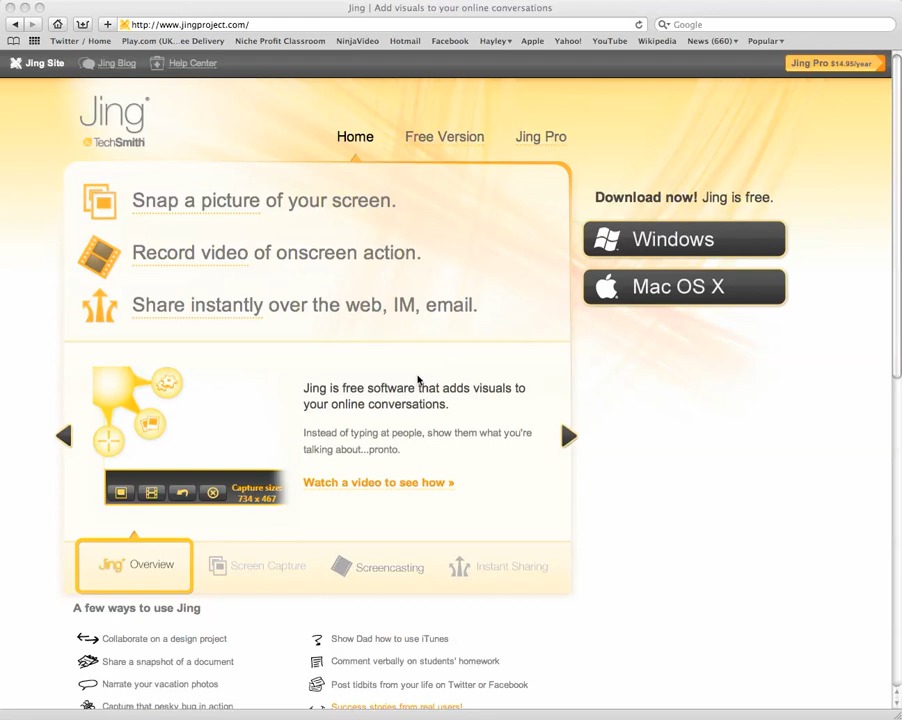 Jing | Add visuals to your online conversations
http://www.jingproject.com/
Google
Twitter / Home Play.com (UK...ee Delivery Niche Profit Classroom NinjaVideo Hotmail Facebook Hayley Apple Yahoo! YouTube Wikipedia News (660) Popular
Jing Site Jing Blog Help Center Jing Pro $14.95/year
Jing
TechSmith
Home Free Version Jing Pro
Snap a picture of your screen.
Record video of onscreen action.
Share instantly over the web, IM, email.
Download now! Jing is free.
Windows
Mac OS X
Jing is free software that adds visuals to
your online conversations.
Instead of typing at people, show them what you're
talking about...pronto.
Watch a video to see how »
Capture size:
734 x 467
Jing Overview Screen Capture Screencasting Instant Sharing
A few ways to use Jing
Collaborate on a design project
Share a snapshot of a document
Narrate your vacation photos
Capture that pesky bug in action
Show Dad how to use iTunes
Comment verbally on students' homework
Post tidbits from your life on Twitter or Facebook
Success stories from real users!